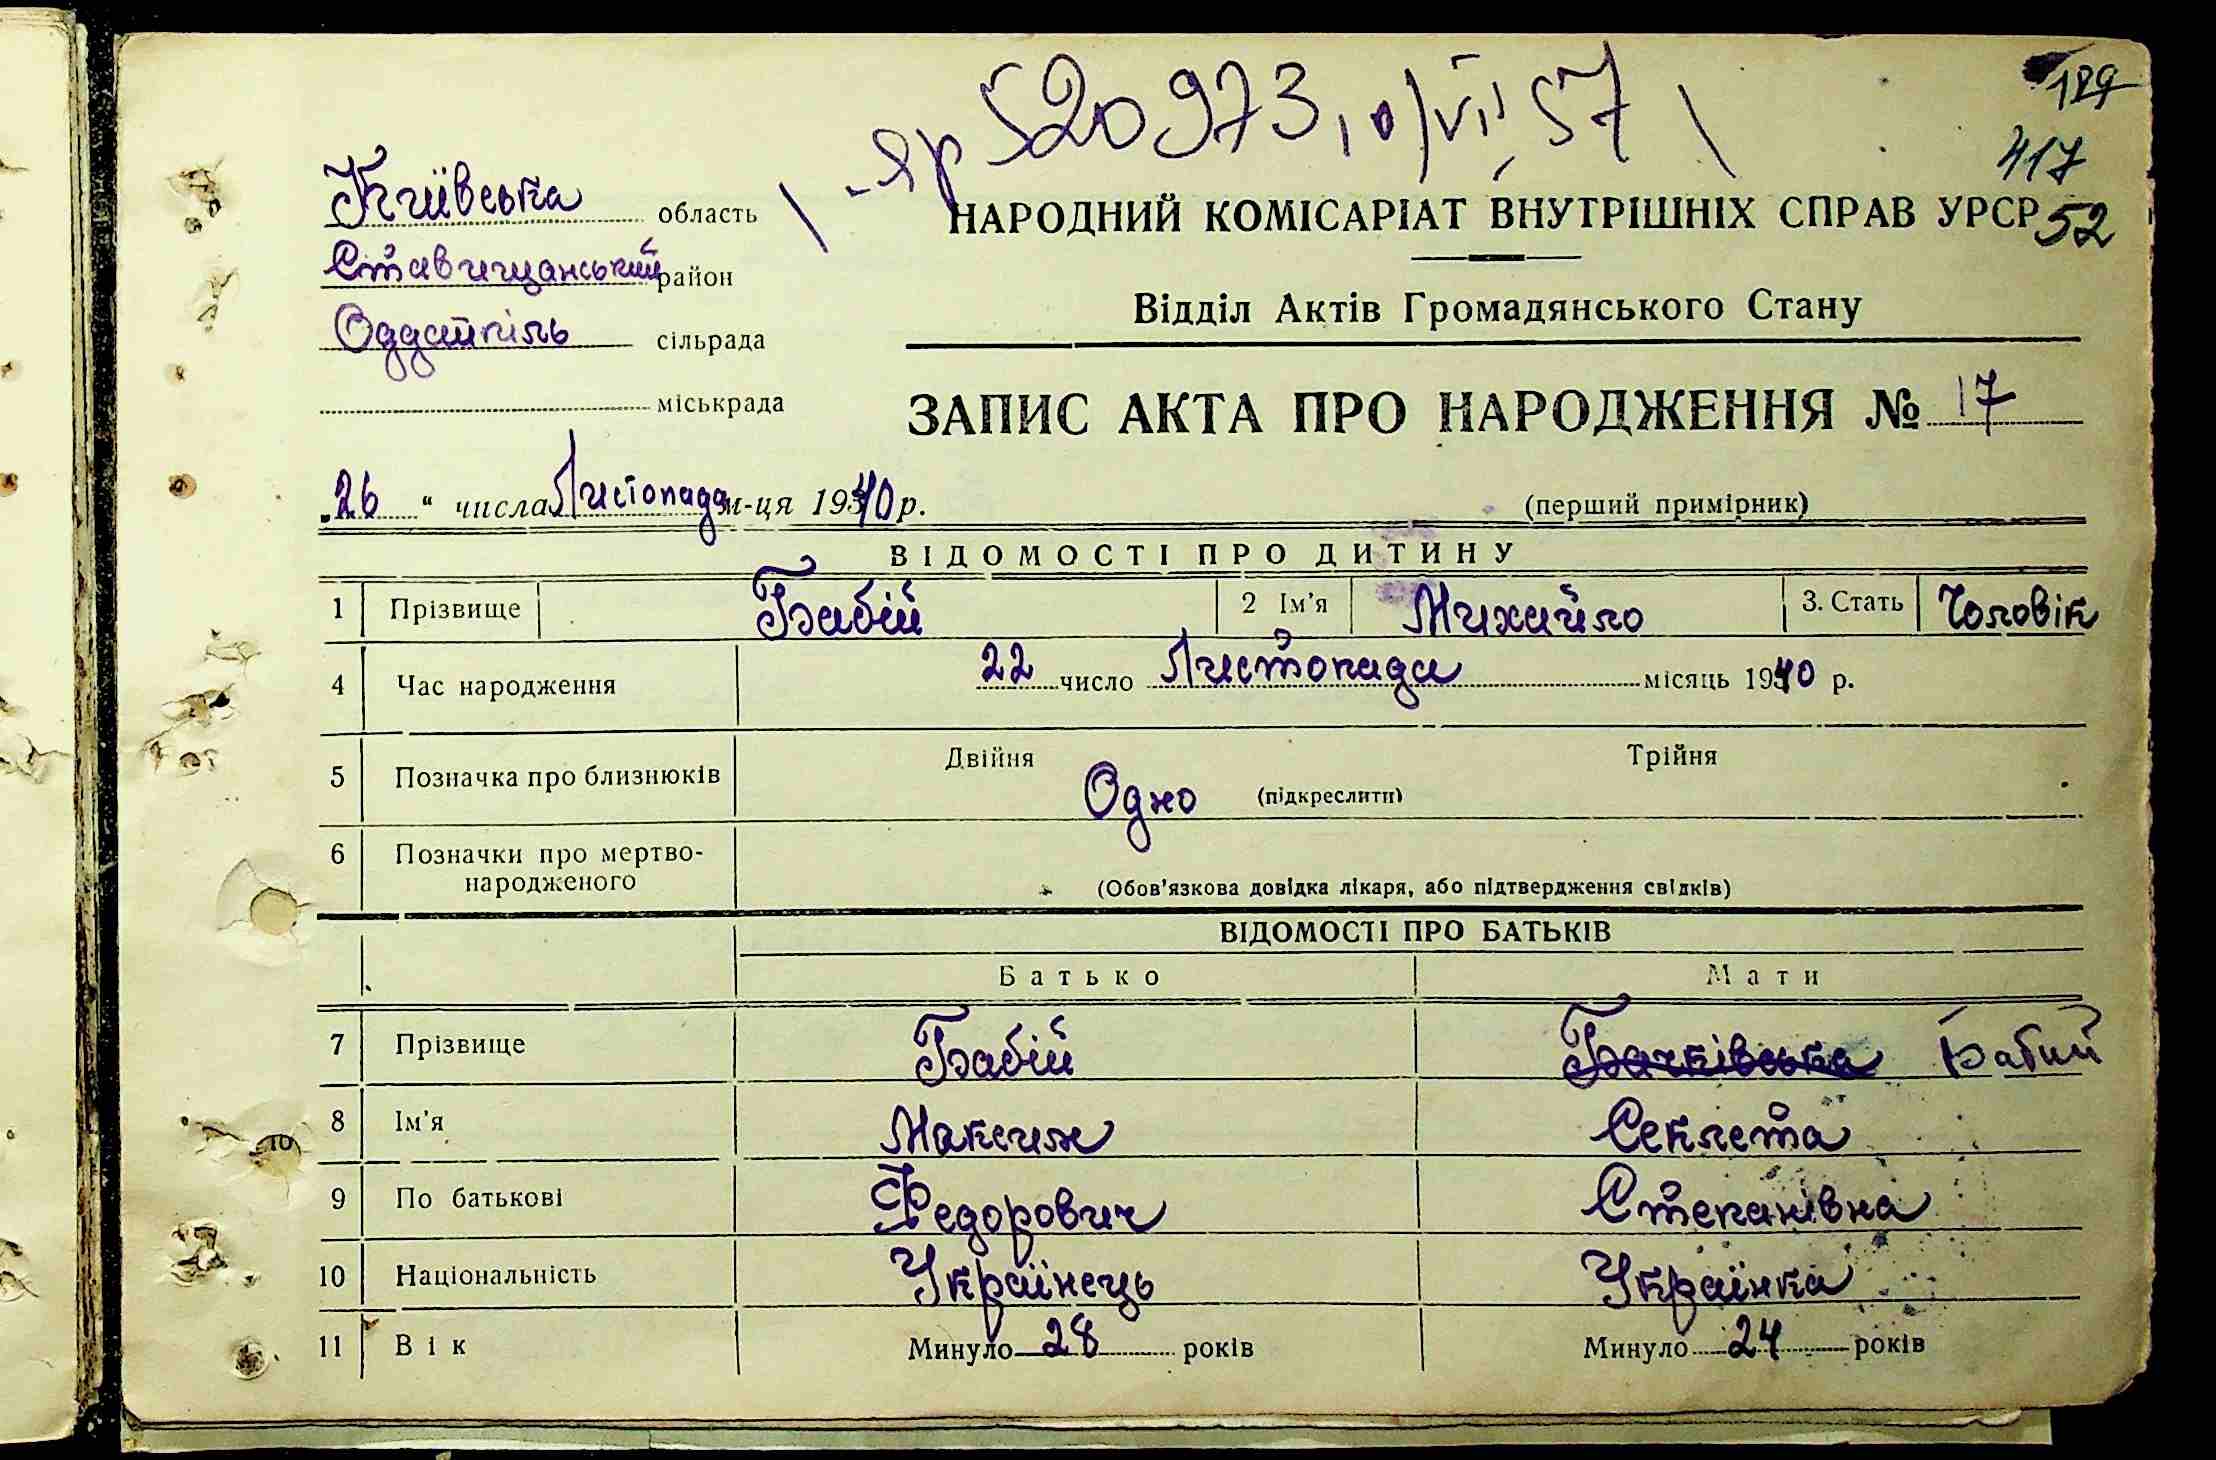 яр 520973, 10/VII 57
129
417
52
Київська область
Ставищанський район
Оддайпіль сільрада
міськрада
НАРОДНИЙ КОМІСАРІАТ ВНУТРІШНІХ СПРАВ УРСР
Відділ Актів Громадянського Стану
ЗАПИС АКТА ПРО НАРОДЖЕННЯ № 17
„26“ числа Листопада м-ця 1940 р.
(перший примірник)
ВІДОМОСТІ ПРО ДИТИНУ
1 Прізвище Бабій 2 Ім'я Михайло 3. Стать Чоловік
4 Час народження 22 число Листопада місяць 1940 р.
5 Позначка про близнюків Двійня Одно (підкреслити) Трійня
6 Позначки про мертво-
народженого (Обов'язкова довідка лікаря, або підтвердження свідків)
ВІДОМОСТІ ПРО БАТЬКІВ
Батько Мати
7 Прізвище Бабій Бачківська Бабий
8 Ім'я Максим Секлета
9 По батькові Федорович Степанівна
10 Національність Українець Українка
11 Вік Минуло 28 років Минуло 24 років